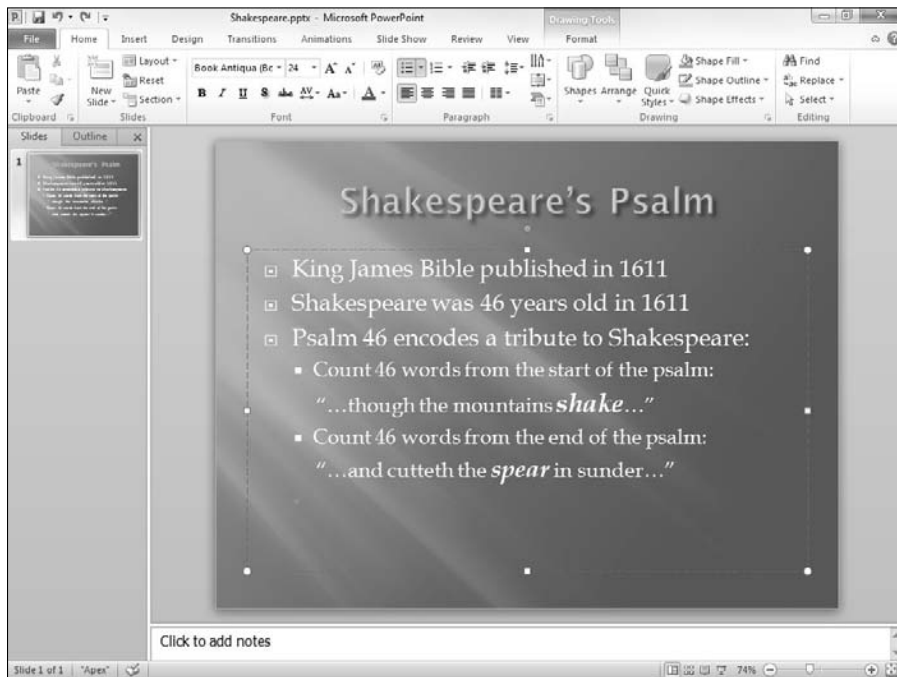 Shakespeare.pptx - Microsoft PowerPoint
Drawing Tools
File Home Insert Design Transitions Animations Slide Show Review View Format
Paste
New Slide
Layout
Reset
Section
Book Antiqua (Bc 24 A A
B I U S abc AV Aa A
Shapes Arrange Quick Styles
Shape Fill
Shape Outline
Shape Effects
Find
Replace
Select
Clipboard Slides Font Paragraph Drawing Editing
Slides Outline
1
Shakespeare's Psalm
King James Bible published in 1611
Shakespeare was 46 years old in 1611
Psalm 46 encodes a tribute to Shakespeare:
Count 46 words from the start of the psalm:
“…though the mountains shake…”
Count 46 words from the end of the psalm:
“…and cutteth the spear in sunder…”
Click to add notes
Slide 1 of 1 "Apex" 74%